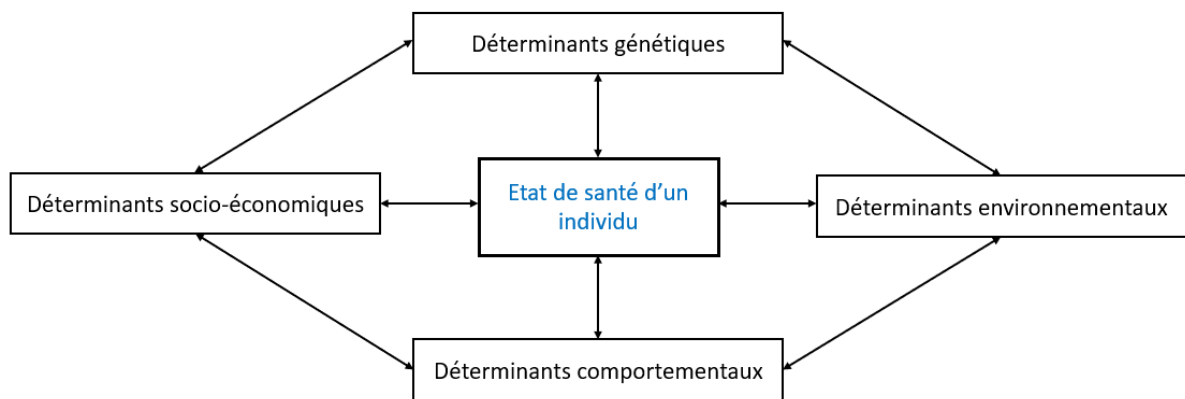 Déterminants génétiques
Déterminants socio-économiques
Etat de santé d’un
individu
Déterminants environnementaux
Déterminants comportementaux